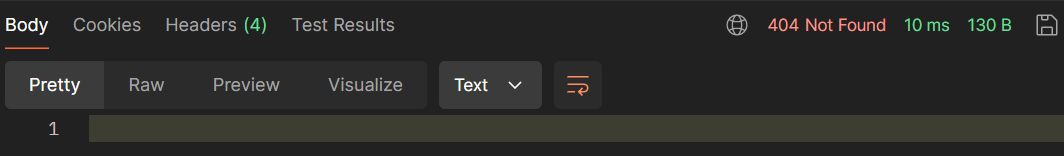 Body Cookies Headers (4) Test Results 404 Not Found 10 ms 130 B
Pretty Raw Preview Visualize Text
1